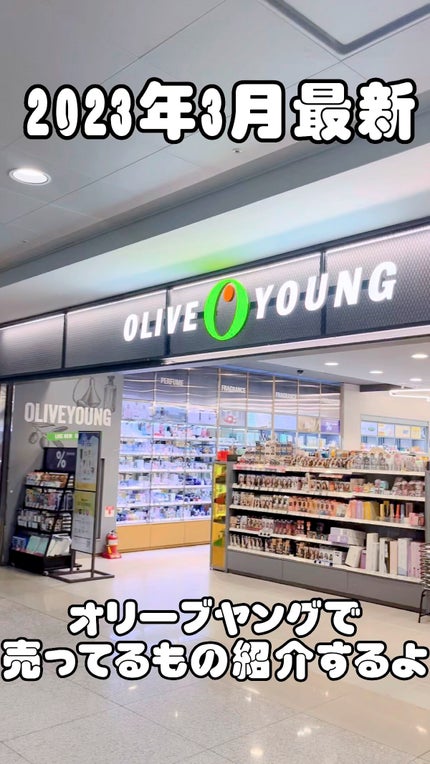 2023年3月最新
OLIVE YOUNG
PERFUME
FRAGRANCE
OLIVEYOUNG
%
オリーブヤングで
売ってるもの紹介するよ